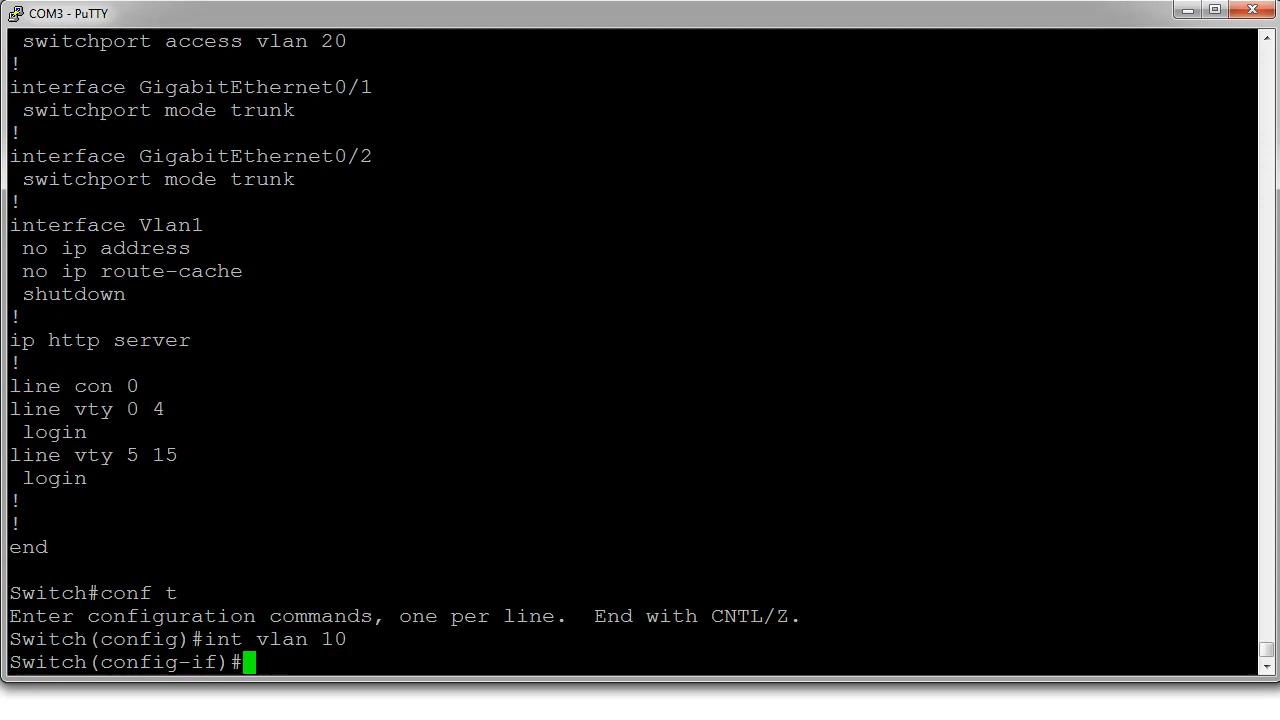 COM3 - PuTTY
switchport access vlan 20
!
interface GigabitEthernet0/1
switchport mode trunk
!
interface GigabitEthernet0/2
switchport mode trunk
!
interface Vlan1
no ip address
no ip route-cache
shutdown
!
ip http server
!
line con 0
line vty 0 4
login
line vty 5 15
login
!
!
end
Switch#conf t
Enter configuration commands, one per line.  End with CNTL/Z.
Switch(config)#int vlan 10
Switch(config-if)#